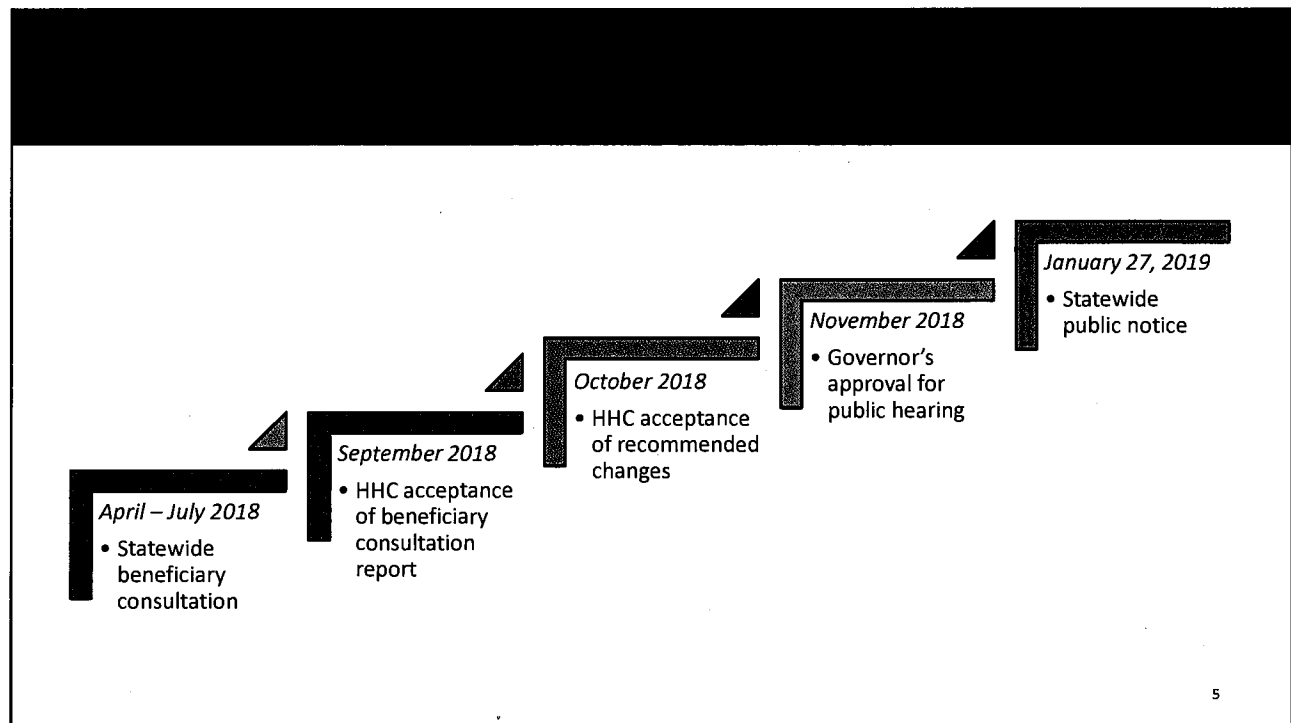 April – July 2018
• Statewide
beneficiary
consultation
September 2018
• HHC acceptance
of beneficiary
consultation
report
October 2018
• HHC acceptance
of recommended
changes
November 2018
• Governor's
approval for
public hearing
January 27, 2019
• Statewide
public notice
5